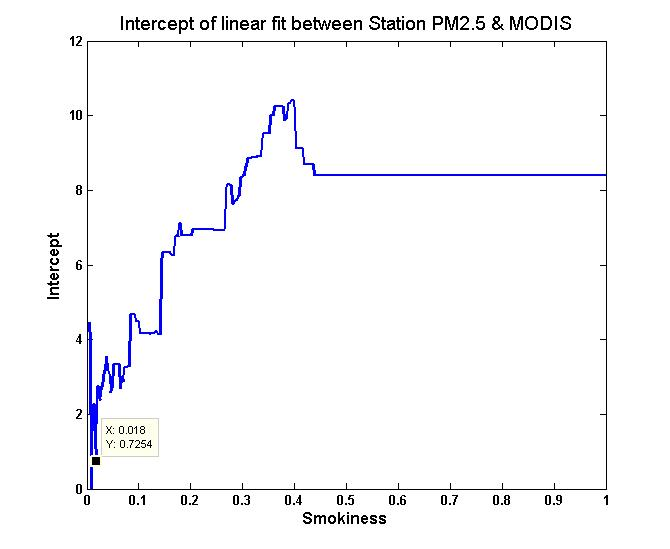 Intercept of linear fit between Station PM2.5 & MODIS
12
10
8
6
4
2
0
Intercept
X: 0.018
Y: 0.7254
0 0.1 0.2 0.3 0.4 0.5 0.6 0.7 0.8 0.9 1
Smokiness